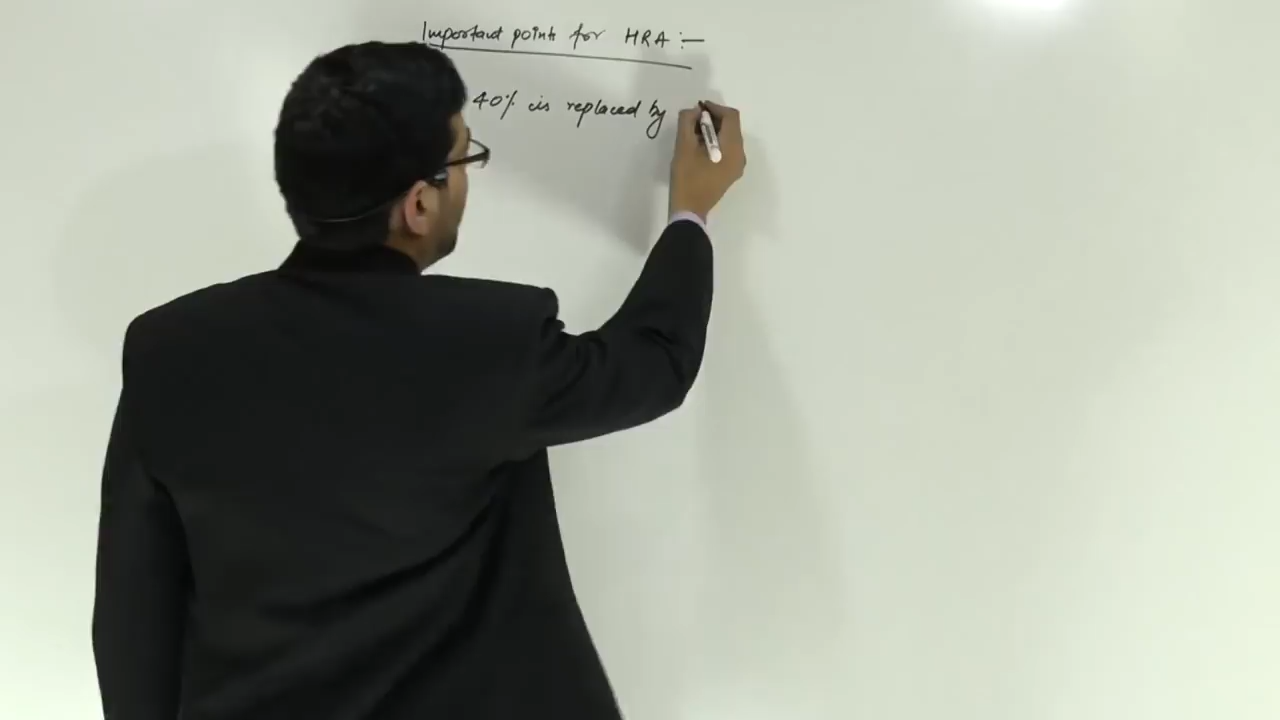 Important points for HRA :—
40% is replaced by